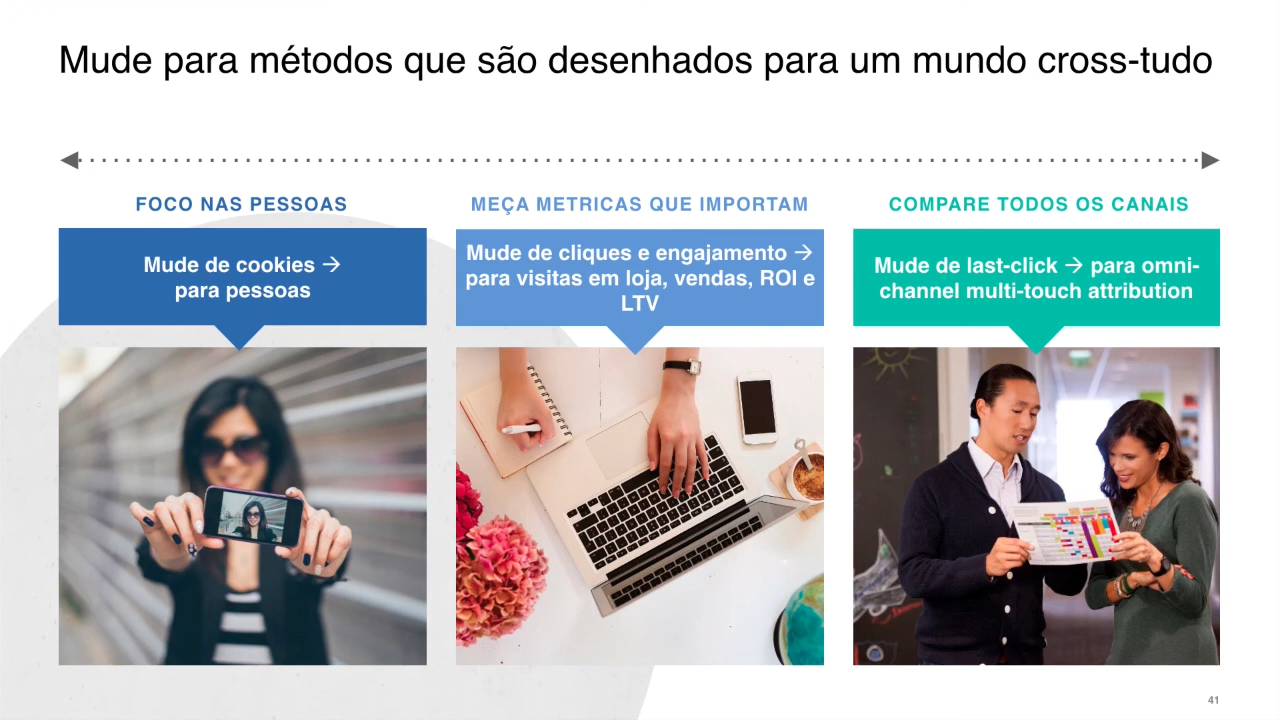 Mude para métodos que são desenhados para um mundo cross-tudo
FOCO NAS PESSOAS
Mude de cookies →
para pessoas
MEÇA METRICAS QUE IMPORTAM
Mude de cliques e engajamento →
para visitas em loja, vendas, ROI e
LTV
COMPARE TODOS OS CANAIS
Mude de last-click → para omni-
channel multi-touch attribution
41